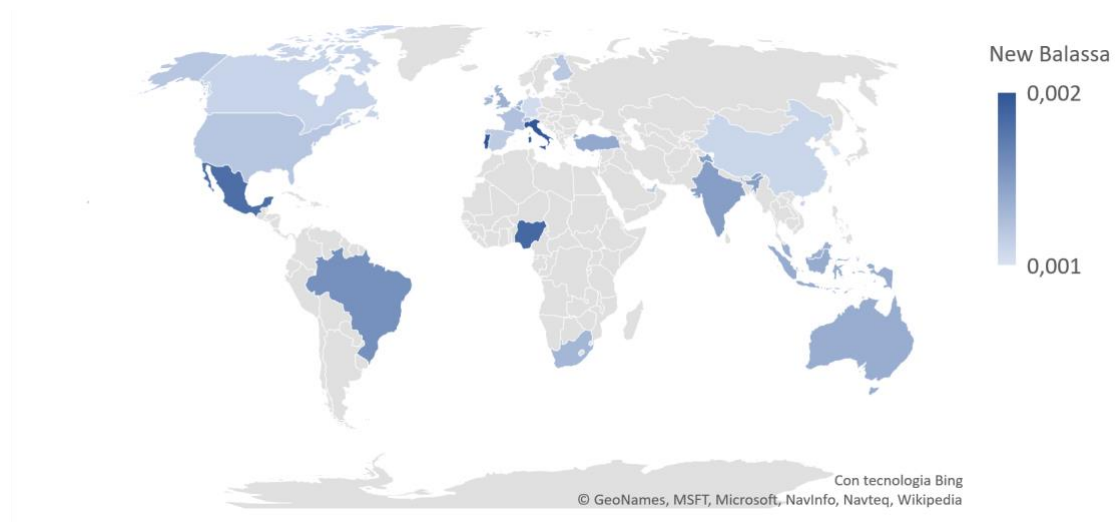 New Balassa
0,002
0,001
Con tecnologia Bing
© GeoNames, MSFT, Microsoft, NavInfo, Navteq, Wikipedia